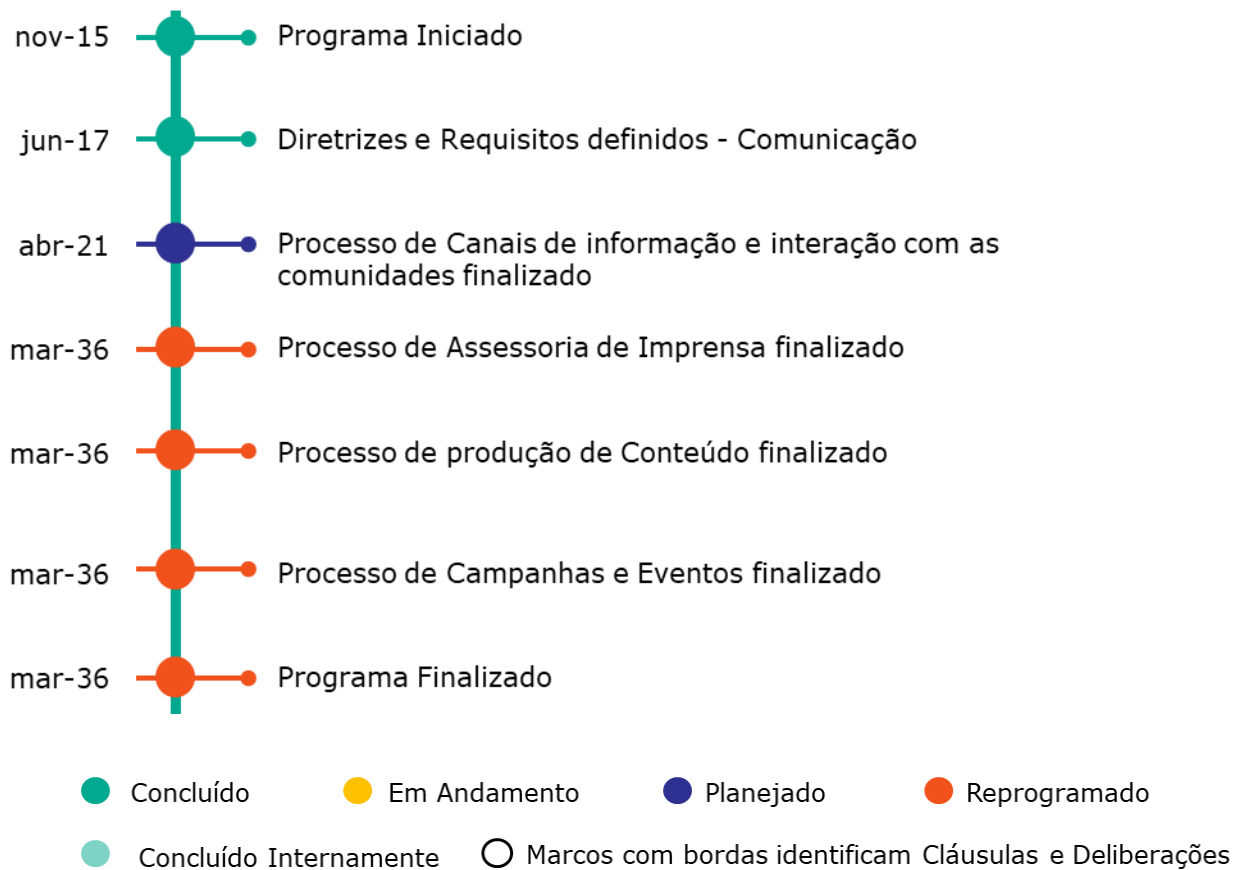 nov-15 Programa Iniciado
jun-17 Diretrizes e Requisitos definidos - Comunicação
abr-21 Processo de Canais de informação e interação com as
comunidades finalizado
mar-36 Processo de Assessoria de Imprensa finalizado
mar-36 Processo de produção de Conteúdo finalizado
mar-36 Processo de Campanhas e Eventos finalizado
mar-36 Programa Finalizado
Concluído Em Andamento Planejado Reprogramado
Concluído Internamente Marcos com bordas identificam Cláusulas e Deliberações